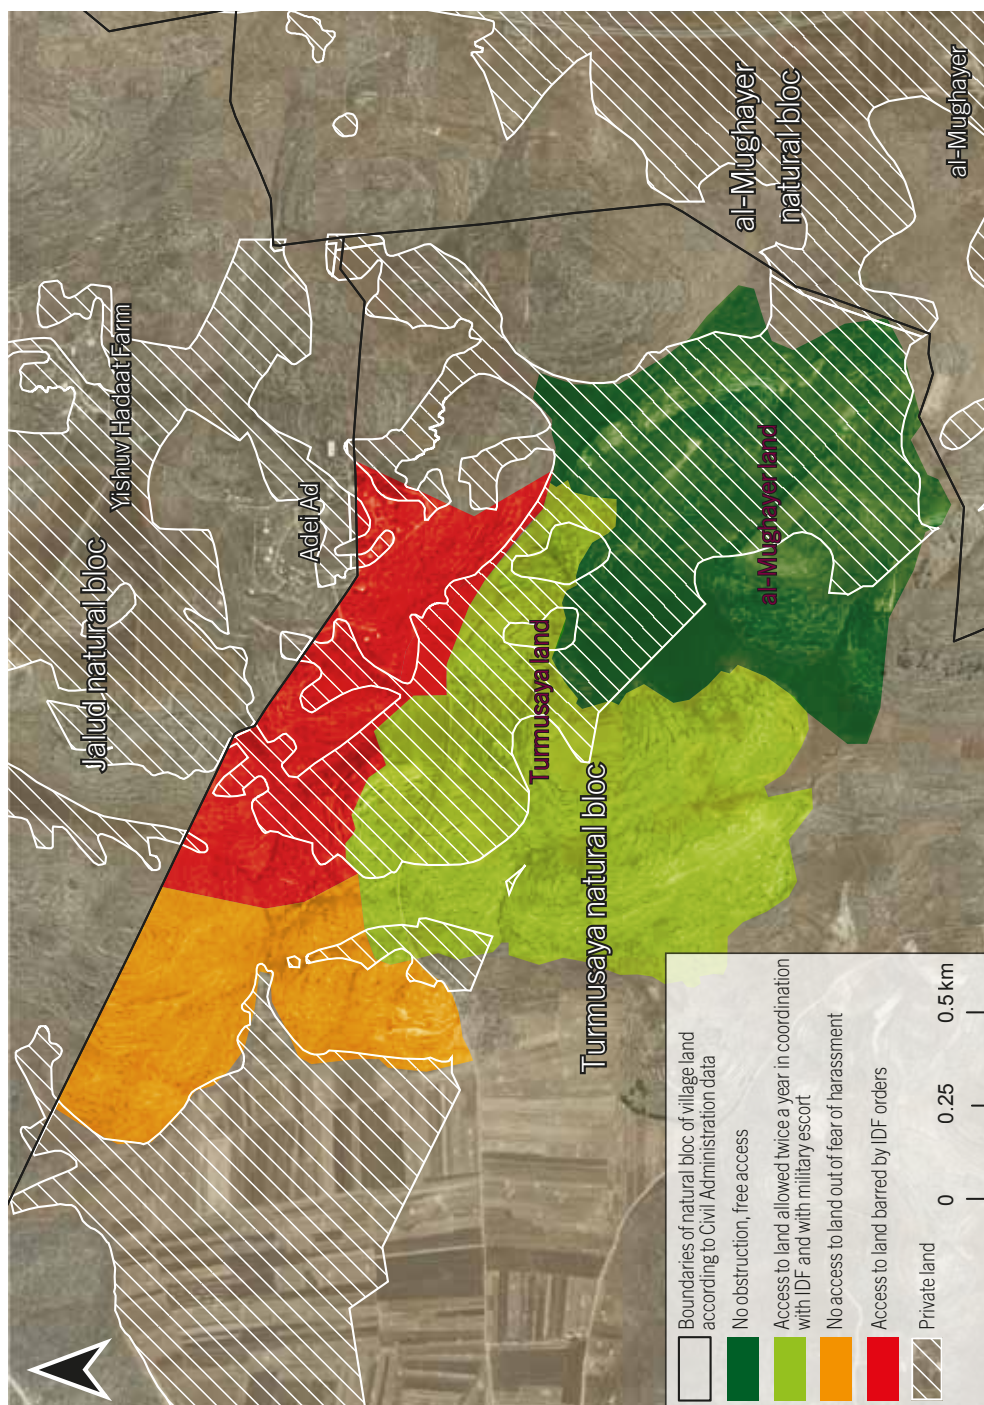 al-Mughayer
natural bloc
al-Mughayer
Yishuv Hadaat Farm
Adei Ad
Jalud natural bloc
al-Mughayer land
Turmusaya land
Turmusaya natural bloc
Boundaries of natural bloc of village land
according to Civil Administration data
No obstruction, free access
Access to land allowed twice a year in coordination
with IDF and with military escort
No access to land out of fear of harassment
Access to land barred by IDF orders
Private land
0
0.25
0.5 km